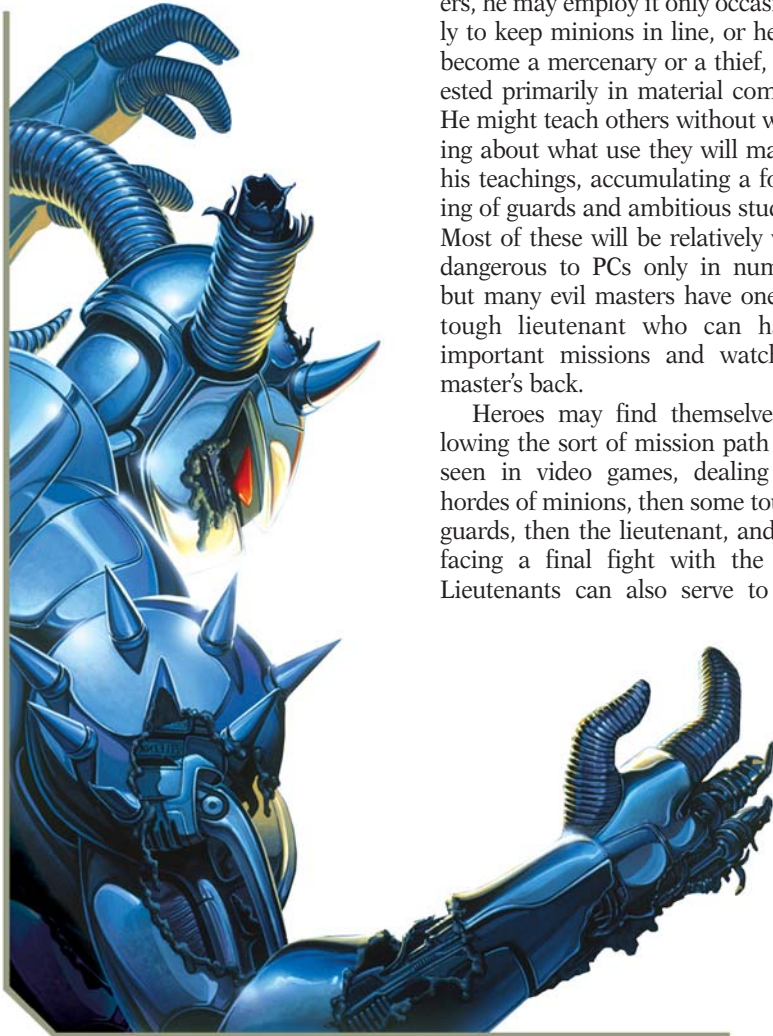 ers, he may employ it only occasi
ly to keep minions in line, or he
become a mercenary or a thief,
ested primarily in material com
He might teach others without w
ing about what use they will ma
his teachings, accumulating a fo
ing of guards and ambitious stud
Most of these will be relatively
dangerous to PCs only in num
but many evil masters have one
tough lieutenant who can h
important missions and watch
master's back.
Heroes may find themselve
lowing the sort of mission path
seen in video games, dealing
hordes of minions, then some tou
guards, then the lieutenant, and
facing a final fight with the
Lieutenants can also serve to